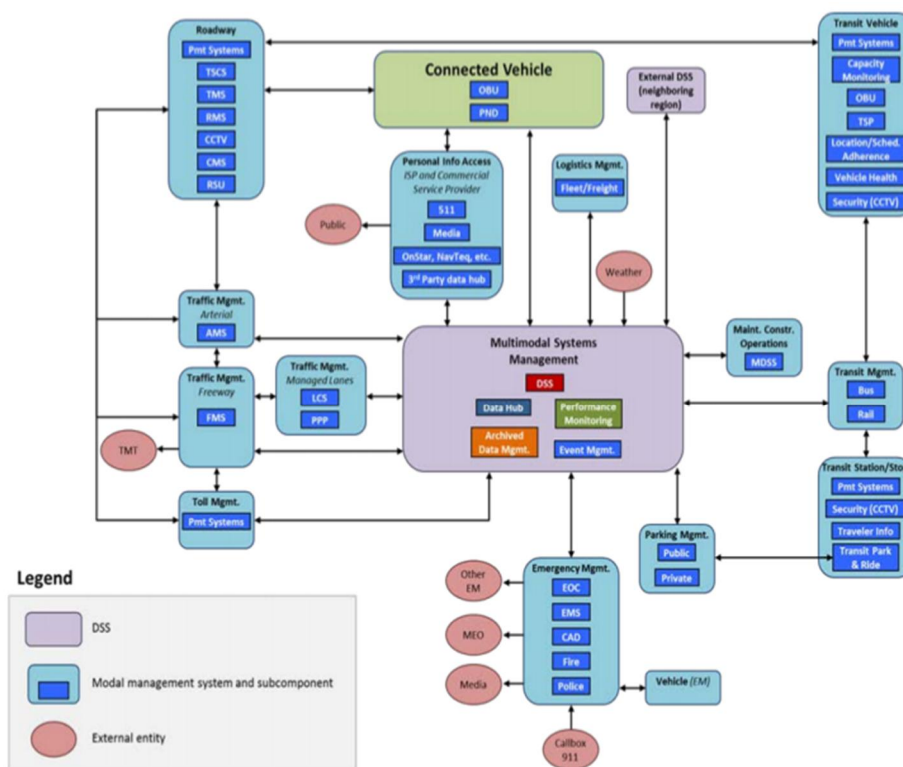 Roadway
Pmt Systems
TSCS
TMS
RMS
CCTV
CMS
RSU
Connected Vehicle
OBU
PND
External DSS
(neighboring
region)
Transit Vehicle
Pmt Systems
Capacity
Monitoring
OBU
TSP
Location/Sched.
Adherence
Vehicle Health
Security (CCTV)
Personal Info Access
ISP and Commercial
Service Provider
511
Media
OnStar, NavTeq, etc.
3rd Party data hub
Public
Logistics Mgmt.
Fleet/Freight
Weather
Traffic Mgmt.
Arterial
AMS
Traffic Mgmt.
Freeway
FMS
Traffic Mgmt.
Managed Lanes
LCS
PPP
TMT
Toll Mgmt.
Pmt Systems
Multimodal Systems
Management
DSS
Data Hub
Performance
Monitoring
Archived
Data Mgmt.
Event Mgmt.
Maint. Constr.
Operations
MDSS
Transit Mgmt.
Bus
Rail
Transit Station/Sto
Pmt Systems
Security (CCTV)
Traveler Info
Transit Park
& Ride
Parking Mgmt.
Public
Private
Emergency Mgmt.
EOC
EMS
CAD
Fire
Police
Other
EM
MEO
Media
Callbox
911
Vehicle (EM)
Legend
DSS
Modal management system and subcomponent
External entity